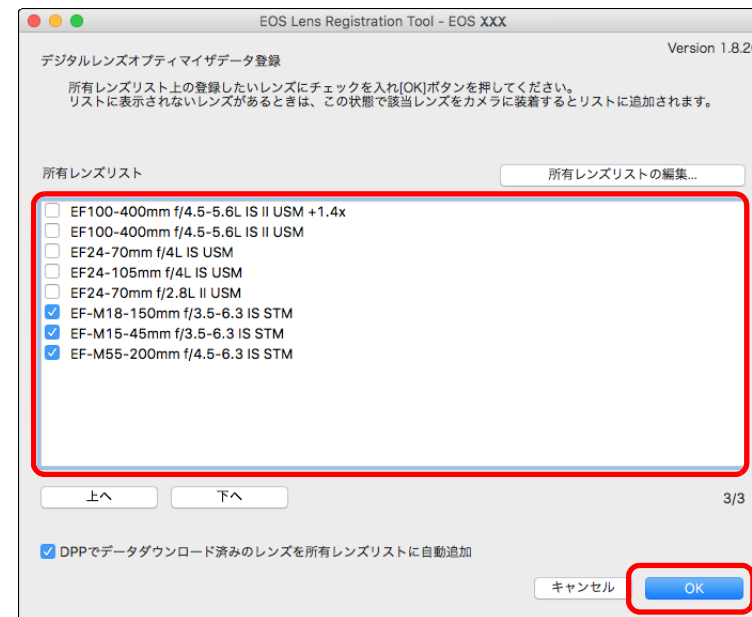 EOS Lens Registration Tool - EOS XXX
Version 1.8.20
デジタルレンズオプティマイザデータ登録
所有レンズリスト上の登録したいレンズにチェックを入れ[OK]ボタンを押してください。
リストに表示されないレンズがあるときは、この状態で該当レンズをカメラに装着するとリストに追加されます。
所有レンズリスト
所有レンズリストの編集...
EF100-400mm f/4.5-5.6L IS II USM +1.4x
EF100-400mm f/4.5-5.6L IS II USM
EF24-70mm f/4L IS USM
EF24-105mm f/4L IS USM
EF24-70mm f/2.8L II USM
EF-M18-150mm f/3.5-6.3 IS STM
EF-M15-45mm f/3.5-6.3 IS STM
EF-M55-200mm f/4.5-6.3 IS STM
上へ
下へ
3/3
DPPでデータダウンロード済みのレンズを所有レンズリストに自動追加
キャンセル
OK